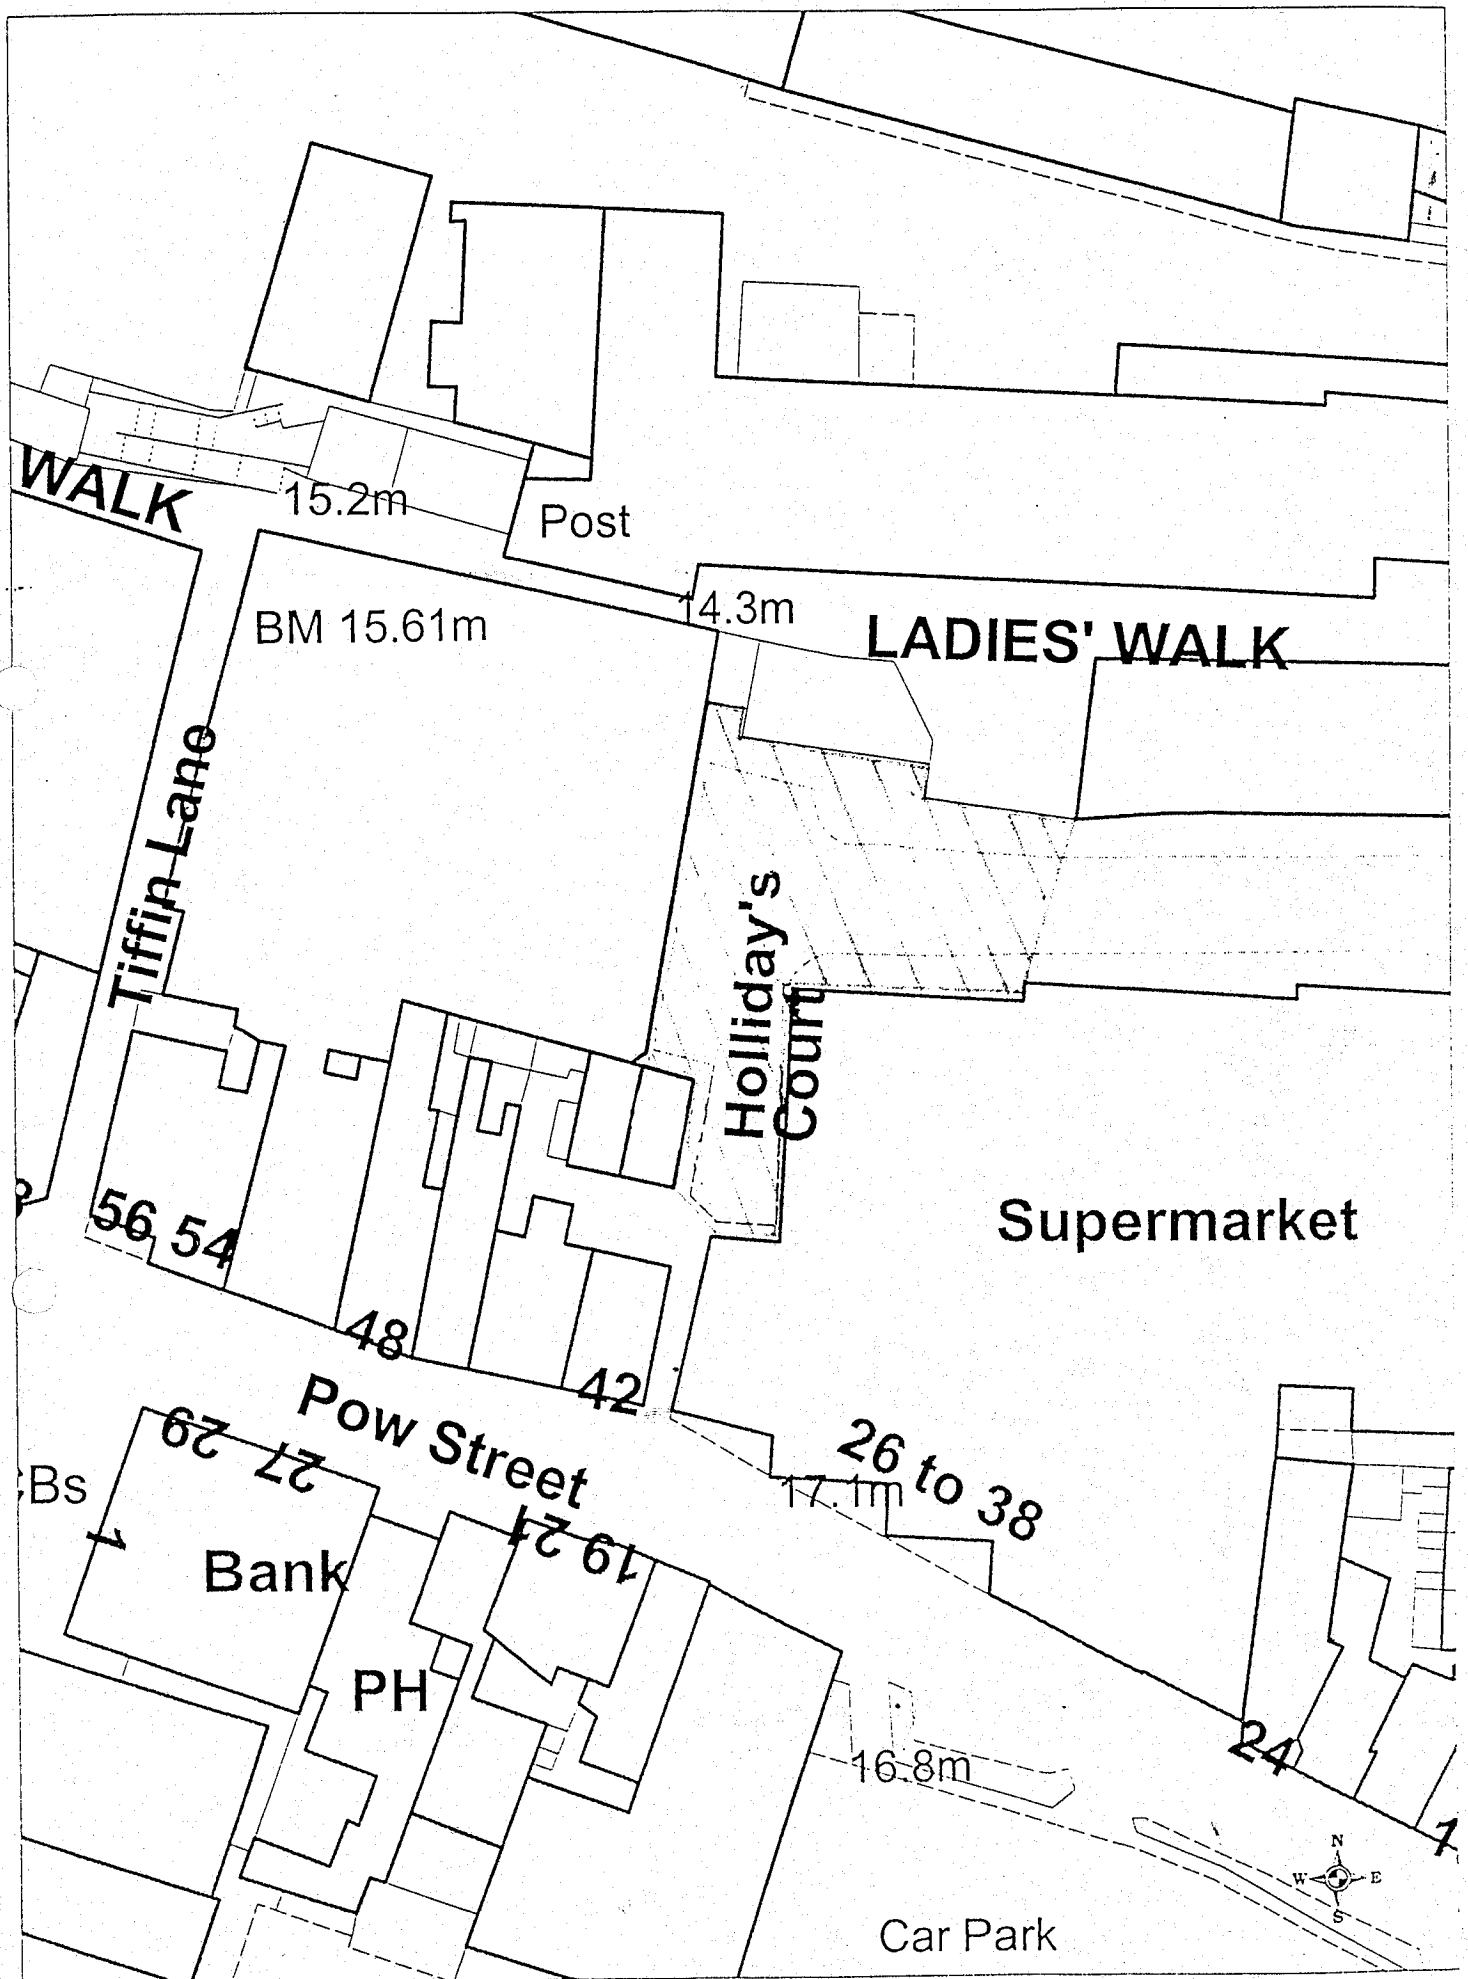 WALK
15.2m
Post
BM 15.61m
14.3m
LADIES' WALK
Tiffin Lane
Holliday's
Court
Supermarket
56 54
48
42
Pow Street
29 27
26 to 38
17.1m
Bs
1
Bank
21 19
PH
16.8m
24
1
N
W E
S
Car Park